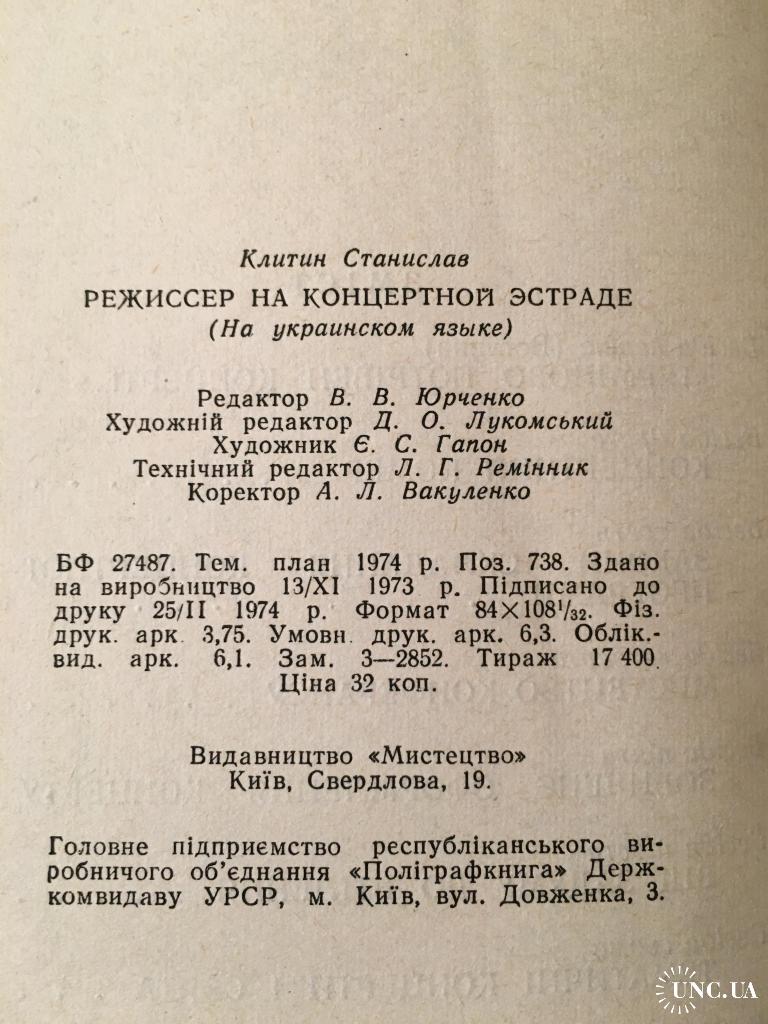 Клитин Станислав
РЕЖИССЕР НА КОНЦЕРТНОЙ ЭСТРАДЕ
(На украинском языке)
Редактор В. В. Юрченко
Художній редактор Д. О. Лукомський
Художник Є. С. Гапон
Технічний редактор Л. Г. Ремінник
Коректор А. Л. Вакуленко
БФ 27487. Тем. план 1974 р. Поз. 738. Здано
на виробництво 13/XI 1973 р. Підписано до
друку 25/II 1974 р. Формат 84×108¹/₃₂. Фіз.
друк. арк. 3,75. Умовн. друк. арк. 6,3. Облік.-
вид. арк. 6,1. Зам. 3—2852. Тираж 17 400.
Ціна 32 коп.
Видавництво «Мистецтво»
Київ, Свердлова, 19.
Головне підприємство республіканського ви-
робничого об’єднання «Поліграфкнига» Держ-
комвидаву УРСР, м. Київ, вул. Довженка, 3.
UNC.UA